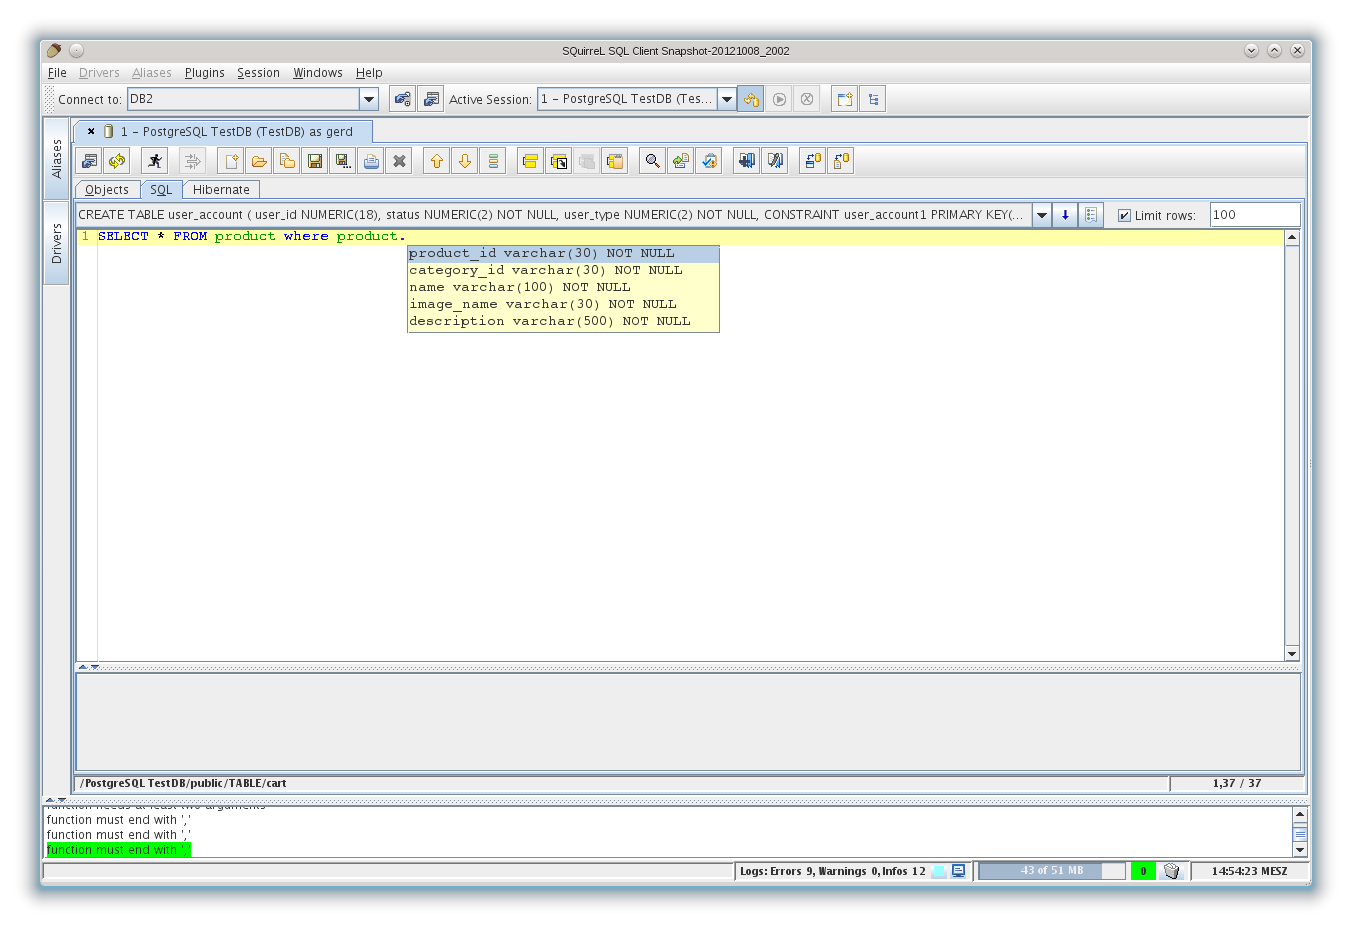 SQuirreL SQL Client Snapshot-20121008_2002
File Drivers Aliases Plugins Session Windows Help
Connect to: DB2 Active Session: 1 – PostgreSQL TestDB (Tes...
1 – PostgreSQL TestDB (TestDB) as gerd
Aliases
Drivers
Objects SQL Hibernate
CREATE TABLE user_account ( user_id NUMERIC(18), status NUMERIC(2) NOT NULL, user_type NUMERIC(2) NOT NULL, CONSTRAINT user_account1 PRIMARY KEY(... Limit rows: 100
1 SELECT * FROM product where product.
product_id varchar(30) NOT NULL
category_id varchar(30) NOT NULL
name varchar(100) NOT NULL
image_name varchar(30) NOT NULL
description varchar(500) NOT NULL
/PostgreSQL TestDB/public/TABLE/cart 1,37 / 37
function needs at least two arguments
function must end with ','
function must end with ','
function must end with ','
Logs: Errors 9, Warnings 0, Infos 12 43 of 51 MB 0 14:54:23 MESZ